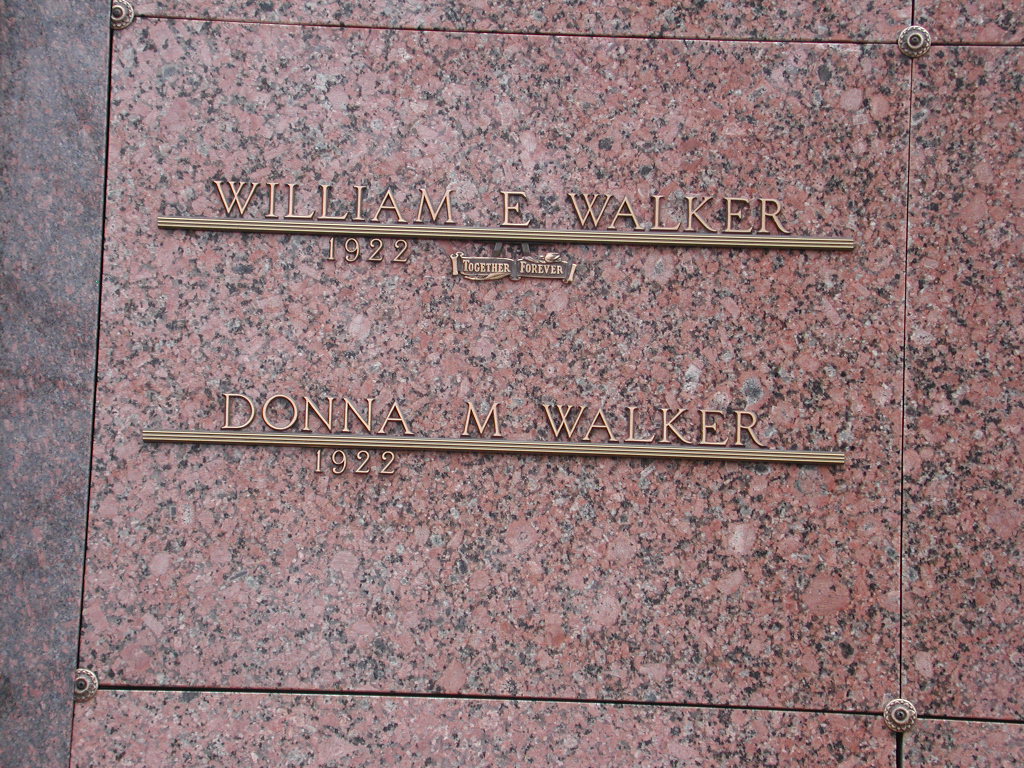 WILLIAM E WALKER
1922
TOGETHER FOREVER
DONNA M WALKER
1922